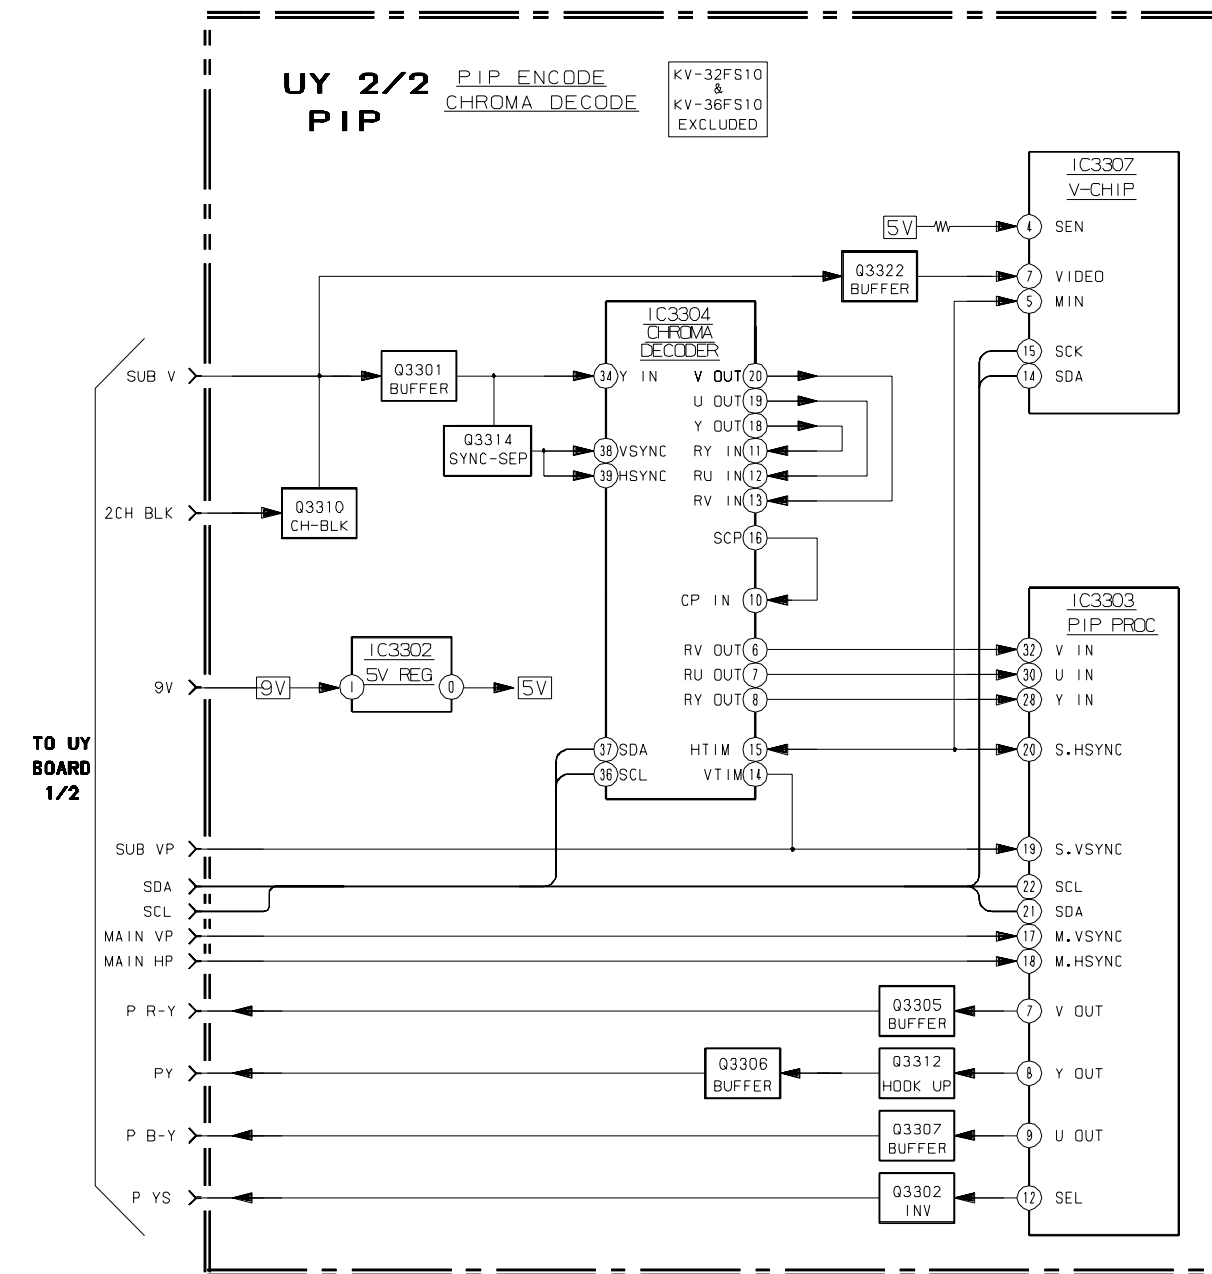 UY 2/2
PIP
PIP ENCODE
CHROMA DECODE
KV-32FS10
&
KV-36FS10
EXCLUDED
IC3307
V-CHIP
5V
4 SEN
Q3322
BUFFER
7 VIDEO
5 MIN
15 SCK
14 SDA
IC3304
CHROMA
DECODER
SUB V
Q3301
BUFFER
34 Y IN
V OUT 20
U OUT 19
Y OUT 18
Q3314
SYNC-SEP
38 VSYNC
RY IN 11
39 HSYNC
RU IN 12
RV IN 13
2CH BLK
Q3310
CH-BLK
SCP 16
CP IN 10
IC3303
PIP PROC
IC3302
5V REG
RV OUT 6
32 V IN
9V
9V
I
O
5V
RU OUT 7
30 U IN
RY OUT 8
28 Y IN
TO UY
BOARD
1/2
37 SDA
HTIM 15
20 S.HSYNC
36 SCL
VTIM 14
SUB VP
19 S.VSYNC
SDA
22 SCL
SCL
21 SDA
MAIN VP
17 M.VSYNC
MAIN HP
18 M.HSYNC
P R-Y
Q3305
BUFFER
7 V OUT
PY
Q3306
BUFFER
Q3312
HOOK UP
8 Y OUT
P B-Y
Q3307
BUFFER
9 U OUT
P YS
Q3302
INV
12 SEL